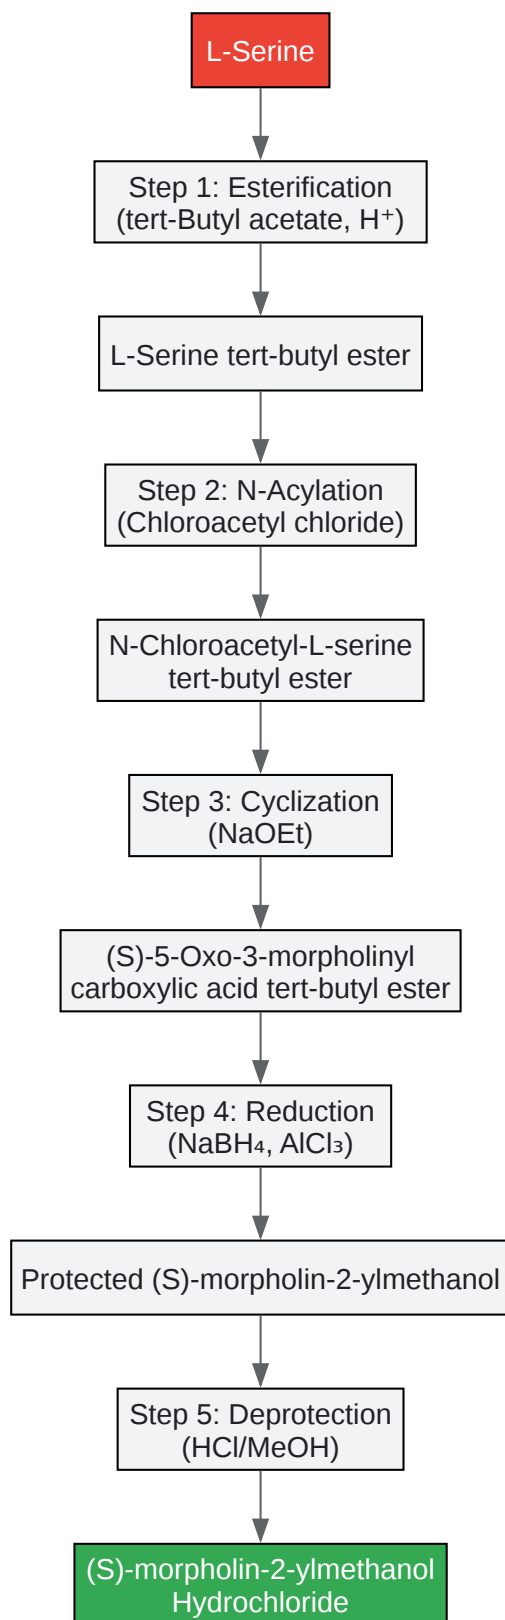 L-Serine
Step 1: Esterification
(tert-Butyl acetate, H⁺)
L-Serine tert-butyl ester
Step 2: N-Acylation
(Chloroacetyl chloride)
N-Chloroacetyl-L-serine
tert-butyl ester
Step 3: Cyclization
(NaOEt)
(S)-5-Oxo-3-morpholinyl
carboxylic acid tert-butyl ester
Step 4: Reduction
(NaBH₄, AlCl₃)
Protected (S)-morpholin-2-ylmethanol
Step 5: Deprotection
(HCl/MeOH)
(S)-morpholin-2-ylmethanol
Hydrochloride